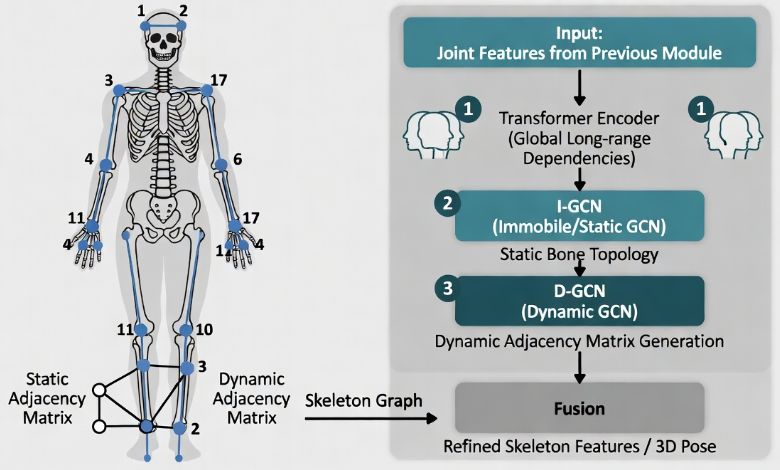 1
2
3
17
4
6
11
17
4
4
11
10
3
2
Static
Adjacency
Matrix
Dynamic
Adjacency
Matrix
Skeleton Graph
Input:
Joint Features from Previous Module
1
1
Transformer Encoder
(Global Long-range
Dependencies)
2
I-GCN
(Immobile/Static GCN)
Static Bone Topology
3
D-GCN
(Dynamic GCN)
Dynamic Adjacency Matrix Generation
Fusion
Refined Skeleton Features / 3D Pose